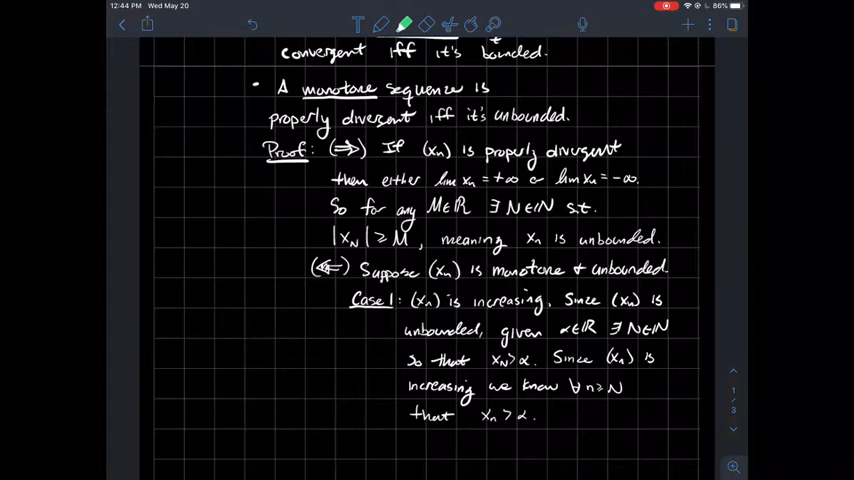 12:44 PM Wed May 20
86%
convergent iff it's bounded.
• A monotone sequence is
properly divergent iff it's unbounded.
Proof: (⇒) If (xn) is properly divergent
then either lim xn = +∞ or lim xn = -∞.
So for any M∈ℝ ∃ N∈ℕ s.t.
|x_N| ≥ M, meaning xn is unbounded.
(⇐) Suppose (xn) is monotone & unbounded.
Case 1: (xn) is increasing. Since (xn) is
unbounded, given α∈ℝ ∃ N∈ℕ
so that x_N > α. Since (xn) is
increasing we know ∀ n ≥ N
that xn > α.
1
/
3